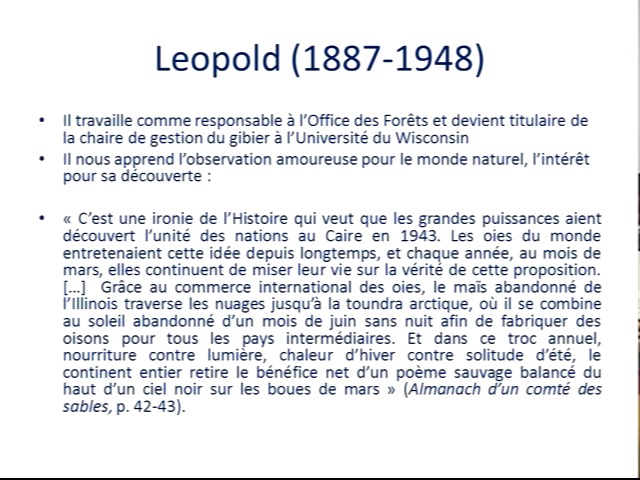 Leopold (1887-1948)
• Il travaille comme responsable à l'Office des Forêts et devient titulaire de
la chaire de gestion du gibier à l'Université du Wisconsin
• Il nous apprend l'observation amoureuse pour le monde naturel, l'intérêt
pour sa découverte :
• « C'est une ironie de l'Histoire qui veut que les grandes puissances aient
découvert l'unité des nations au Caire en 1943. Les oies du monde
entretenaient cette idée depuis longtemps, et chaque année, au mois de
mars, elles continuent de miser leur vie sur la vérité de cette proposition.
[...] Grâce au commerce international des oies, le maïs abandonné de
l'Illinois traverse les nuages jusqu'à la toundra arctique, où il se combine
au soleil abandonné d'un mois de juin sans nuit afin de fabriquer des
oisons pour tous les pays intermédiaires. Et dans ce troc annuel,
nourriture contre lumière, chaleur d'hiver contre solitude d'été, le
continent entier retire le bénéfice net d'un poème sauvage balancé du
haut d'un ciel noir sur les boues de mars » (Almanach d'un comté des
sables, p. 42-43).